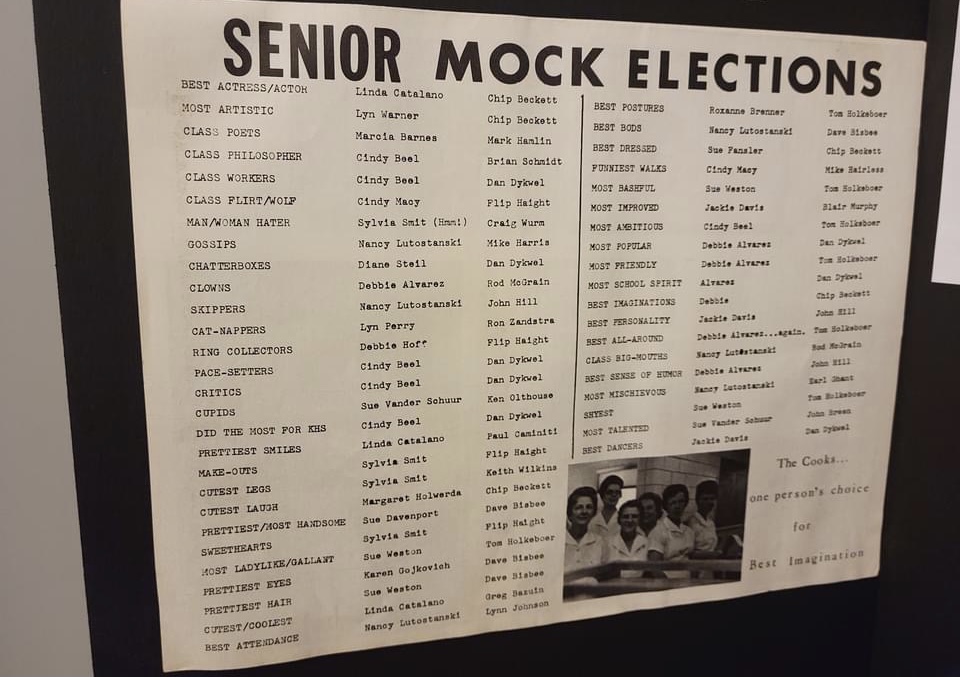 SENIOR MOCK ELECTIONS
BEST ACTRESS/ACTOR Linda Catalano Chip Beckett
MOST ARTISTIC Lyn Warner Chip Beckett
CLASS POETS Marcia Barnes Mark Hamlin
CLASS PHILOSOPHER Cindy Beel Brian Schmidt
CLASS WORKERS Cindy Beel Dan Dykwel
CLASS FLIRT/WOLF Cindy Macy Flip Haight
MAN/WOMAN HATER Sylvia Smit (Hmm!) Craig Wurm
GOSSIPS Nancy Lutostanski Mike Harris
CHATTERBOXES Diane Steil Dan Dykwel
CLOWNS Debbie Alvarez Rod McGrain
SKIPPERS Nancy Lutostanski John Hill
CAT-NAPPERS Lyn Perry Ron Zandstra
RING COLLECTORS Debbie Hoff Flip Haight
PACE-SETTERS Cindy Beel Dan Dykwel
CRITICS Cindy Beel Dan Dykwel
CUPIDS Sue Vander Schuur Ken Olthouse
DID THE MOST FOR KHS Cindy Beel Dan Dykwel
PRETTIEST SMILES Linda Catalano Paul Caminiti
MAKE-OUTS Sylvia Smit Flip Haight
CUTEST LEGS Sylvia Smit Keith Wilkins
CUTEST LAUGH Margaret Holwerda Chip Beckett
PRETTIEST/MOST HANDSOME Sue Davenport Dave Bisbee
SWEETHEARTS Sylvia Smit Flip Haight
MOST LADYLIKE/GALLANT Sue Weston Tom Holkeboer
PRETTIEST EYES Karen Gojkovich Dave Bisbee
PRETTIEST HAIR Sue Weston Dave Bisbee
CUTEST/COOLEST Linda Catalano Greg Bazuin
BEST ATTENDANCE Nancy Lutostanski Lynn Johnson
BEST POSTURES Roxanne Brenner Tom Holkeboer
BEST BODS Nancy Lutostanski Dave Bisbee
BEST DRESSED Sue Fansler Chip Beckett
FUNNIEST WALKS Cindy Macy Mike Hairless
MOST BASHFUL Sue Weston Tom Holkeboer
MOST IMPROVED Jackie Davis Blair Murphy
MOST AMBITIOUS Cindy Beel Tom Holkeboer
MOST POPULAR Debbie Alvarez Dan Dykwel
MOST FRIENDLY Debbie Alvarez Tom Holkeboer
MOST SCHOOL SPIRIT Alvarez Dan Dykwel
BEST IMAGINATIONS Debbie Chip Beckett
BEST PERSONALITY Jackie Davis John Hill
BEST ALL-AROUND Debbie Alvarez...again. Tom Holkeboer
CLASS BIG-MOUTHS Nancy Lutostanski Rod McGrain
BEST SENSE OF HUMOR Debbie Alvarez John Hill
MOST MISCHIEVOUS Nancy Lutostanski Earl Ghant
SHYEST Sue Weston Tom Holkeboer
MOST TALENTED Sue Vander Schuur John Breen
BEST DANCERS Jackie Davis Dan Dykwel
The Cooks...
one person's choice
for
Best Imagination